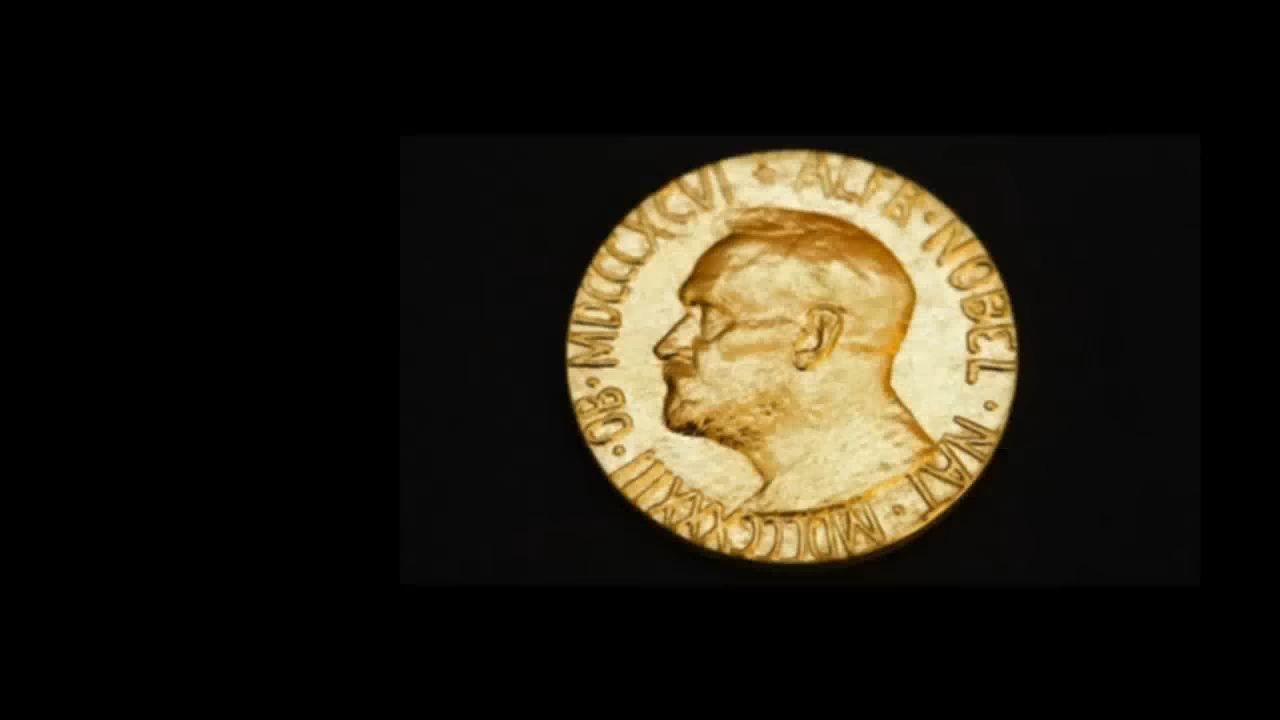 ALFR · NOBEL · NAT · MDCCCXXXIII · OB · MDCCCXCVI ·